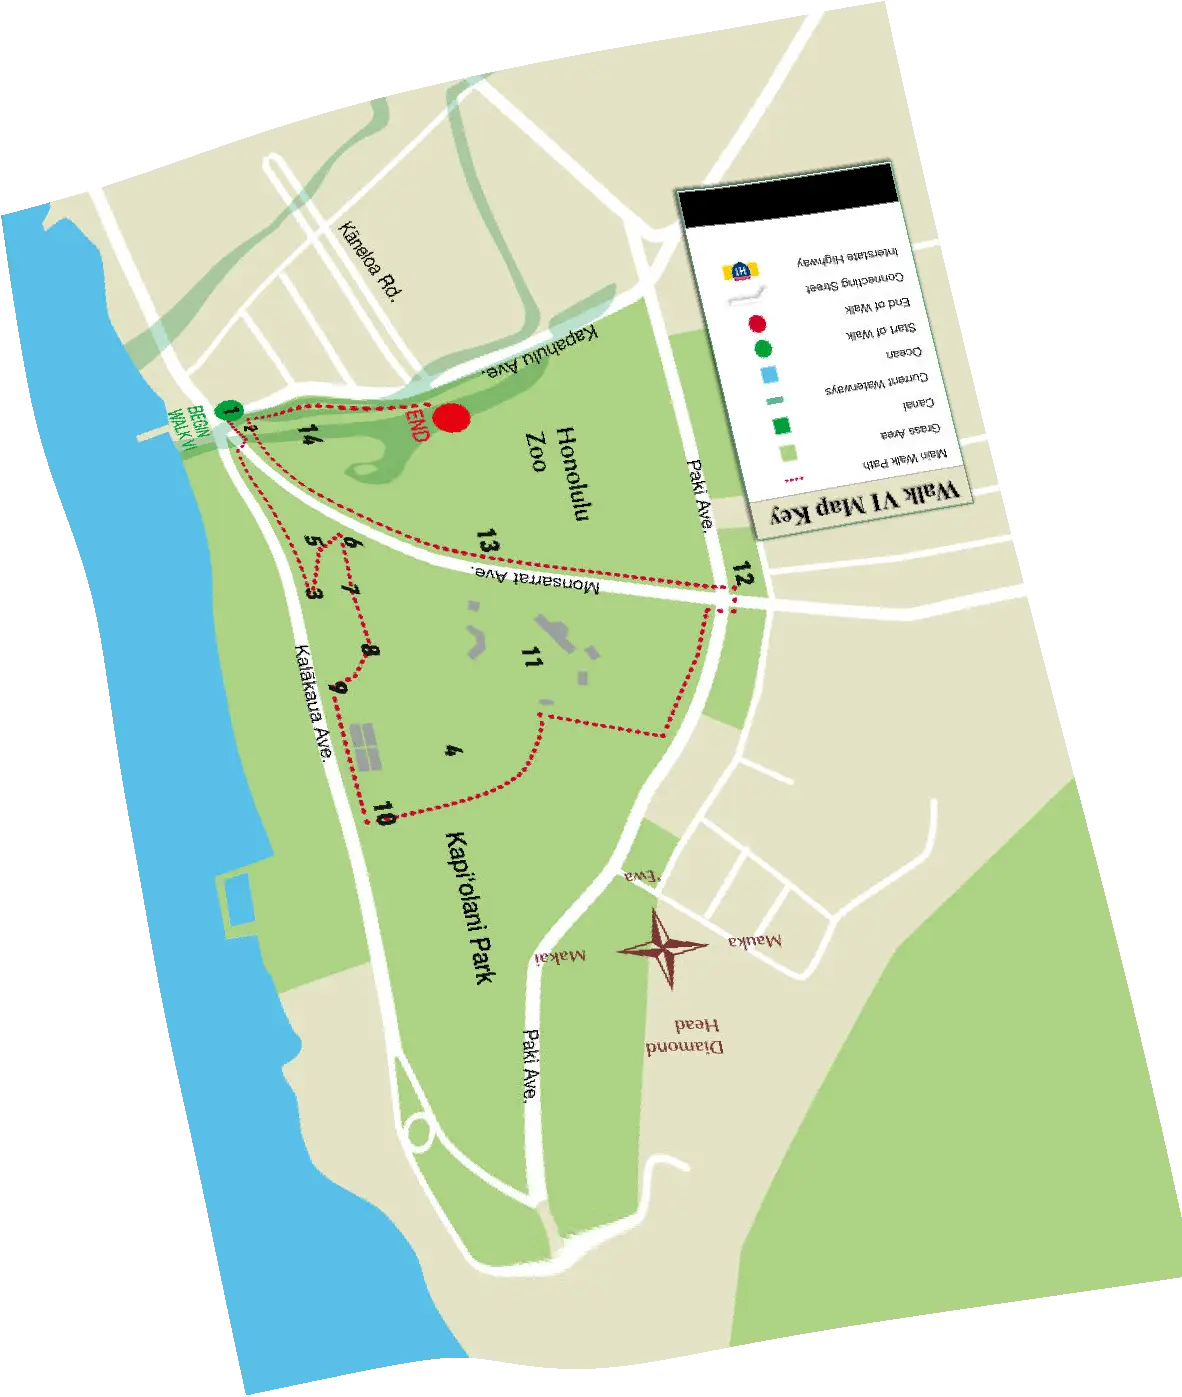 Walk VI Map Key
Main Walk Path
Grass Area
Canal
Current Waterways
Ocean
Start of Walk
End of Walk
Connecting Street
Interstate Highway
H1
Kāneloa Rd.
Kapahulu Ave.
BEGIN
WALK VI
1
2
14
END
Honolulu
Zoo
Paki Ave.
13
Monsarrat Ave.
12
5
6
3
7
8
9
11
4
10
Kalākaua Ave.
Kapi‘olani Park
‘Ewa
Makai
Mauka
Diamond
Head
Paki Ave.